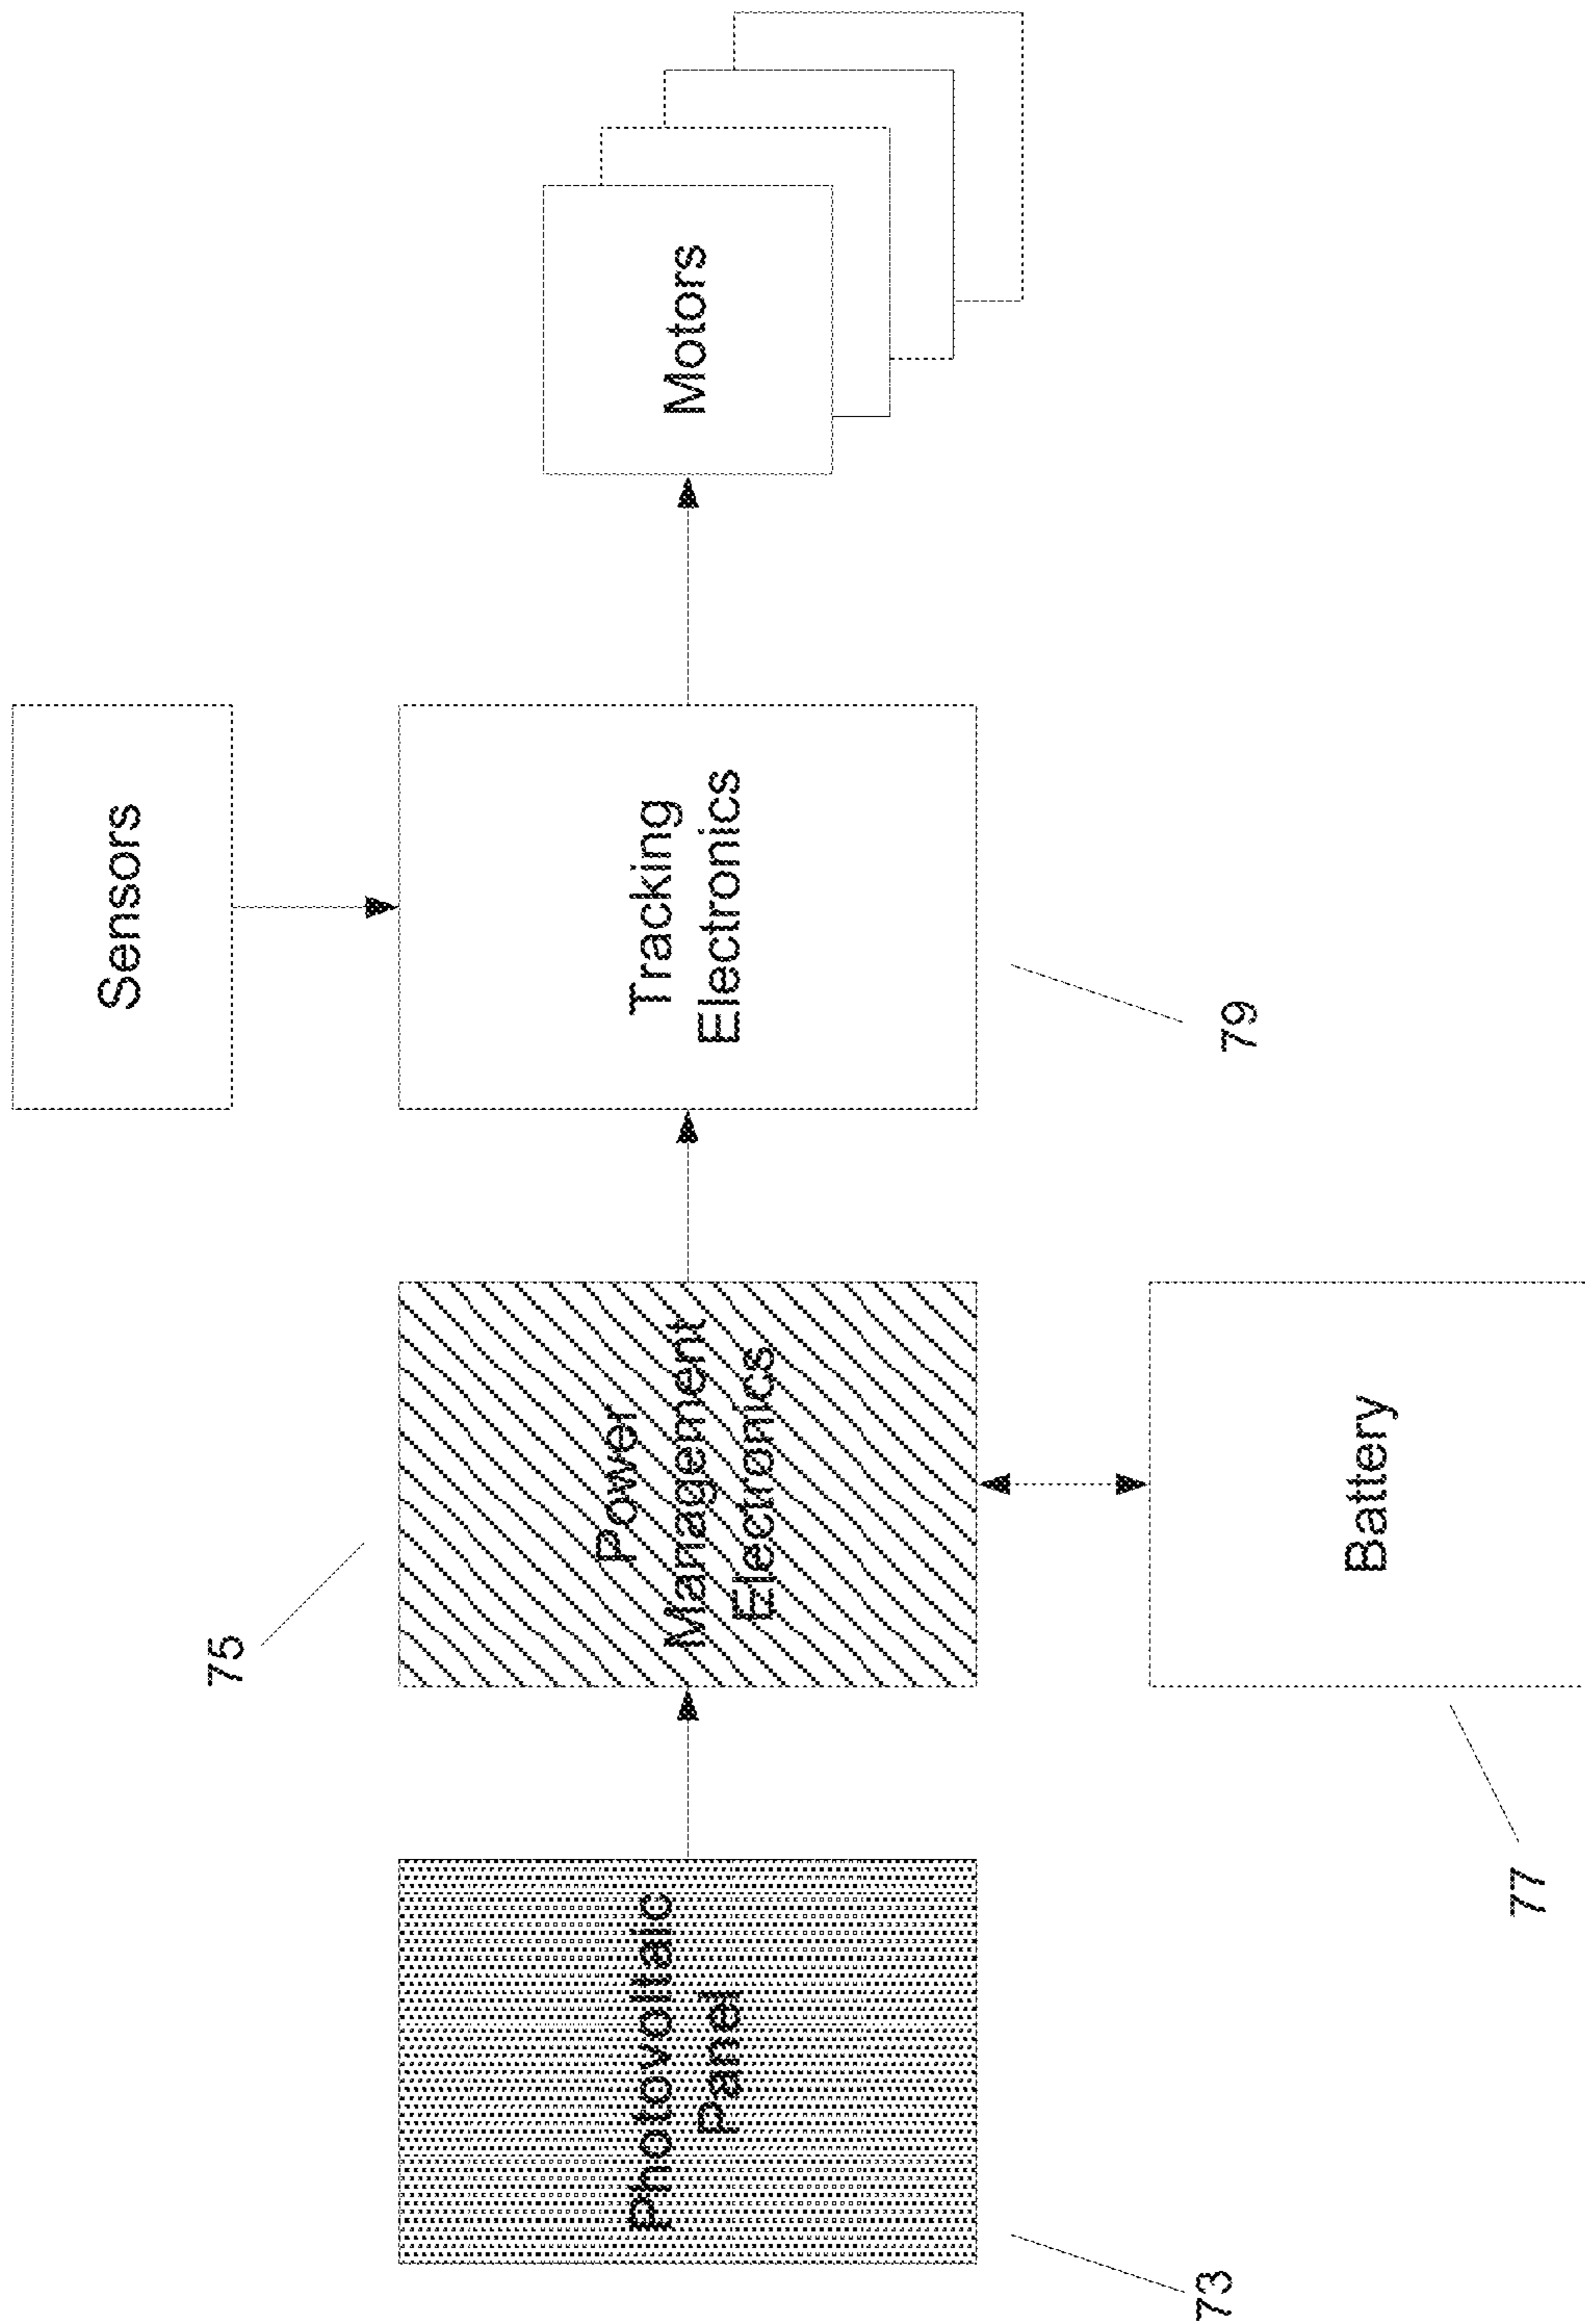 Sensors
Motors
Tracking
Electronics
79
75
Power
Management
Electronics
Battery
77
Photovoltaic
Panel
73